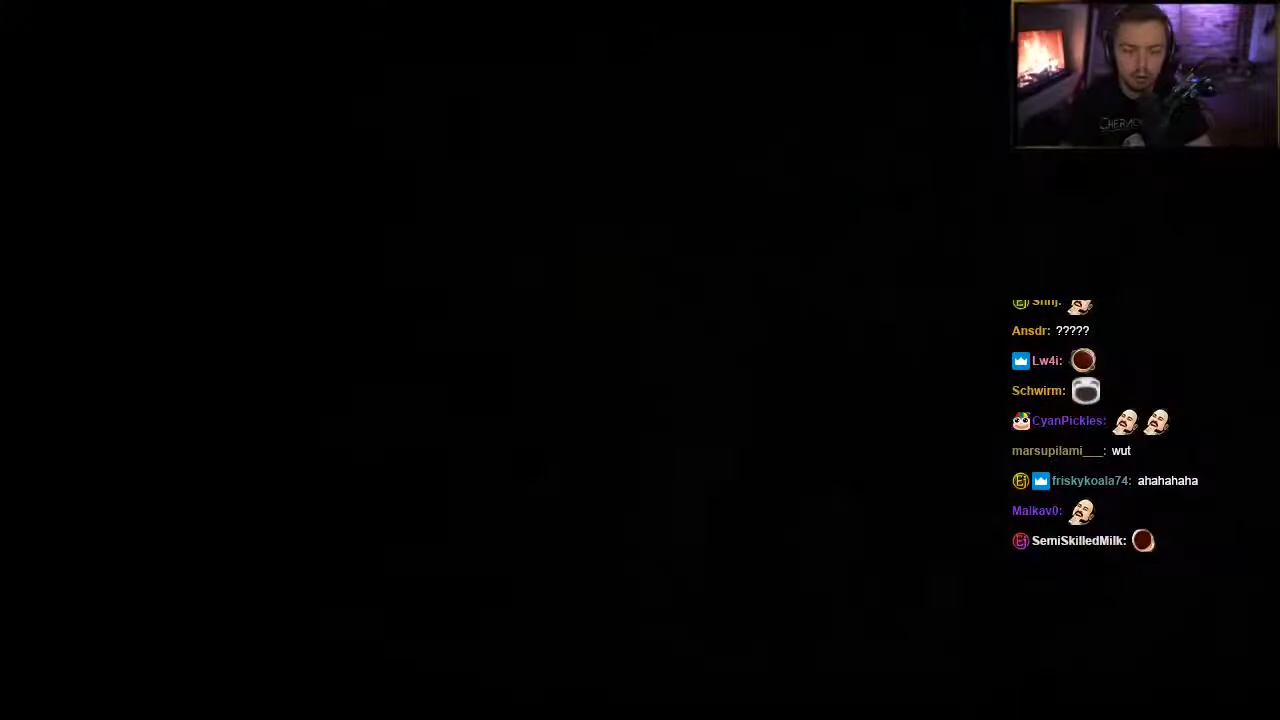 Ansdr: ?????
Lw4i:
Schwirm:
CyanPickles:
marsupilami___: wut
friskykoala74: ahahahaha
Malkav0:
SemiSkilledMilk: